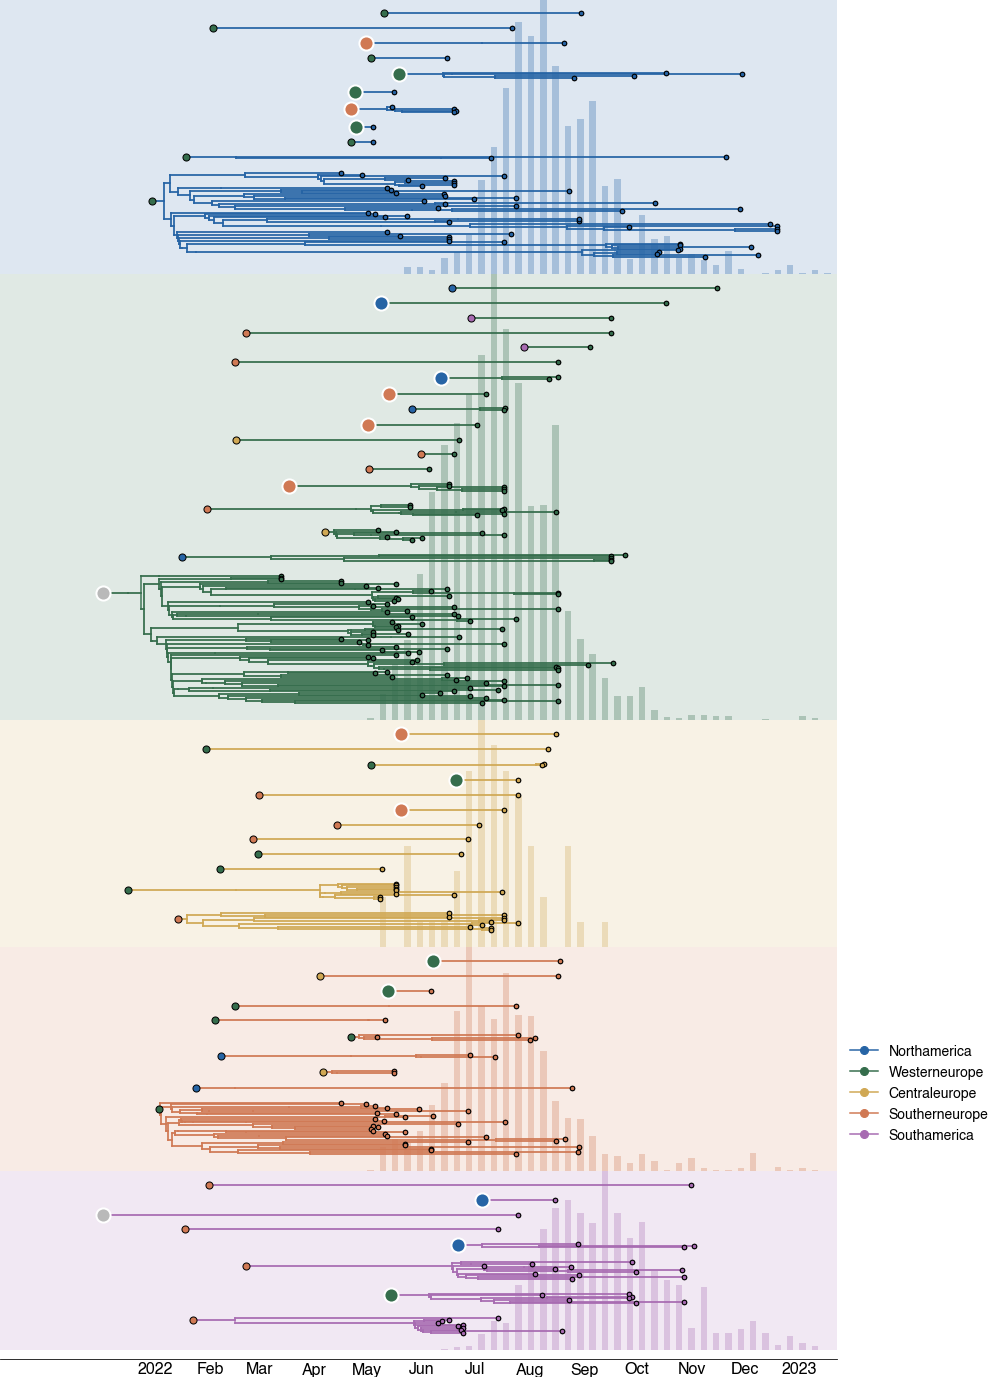 Northamerica
Westerneurope
Centraleurope
Southerneurope
Southamerica
2022 Feb Mar Apr May Jun Jul Aug Sep Oct Nov Dec 2023